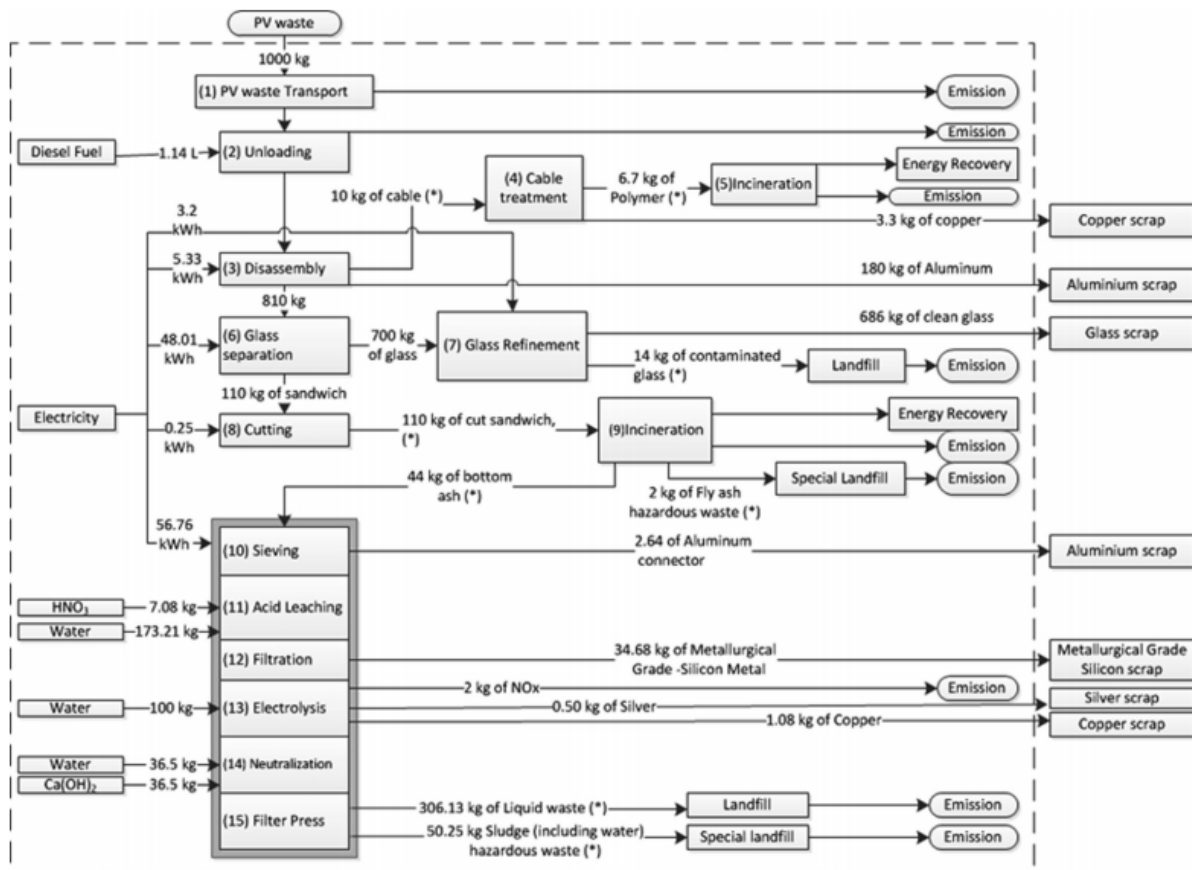 PV waste
1000 kg
(1) PV waste Transport
Emission
Diesel Fuel
1.14 L
(2) Unloading
Emission
10 kg of cable (*)
(4) Cable
treatment
6.7 kg of
Polymer (*)
(5)Incineration
Energy Recovery
Emission
3.3 kg of copper
Copper scrap
3.2
kWh
5.33
kWh
(3) Disassembly
180 kg of Aluminum
Aluminium scrap
810 kg
48.01
kWh
(6) Glass
separation
700 kg
of glass
(7) Glass Refinement
686 kg of clean glass
Glass scrap
14 kg of contaminated
glass (*)
Landfill
Emission
110 kg of sandwich
Electricity
0.25
kWh
(8) Cutting
110 kg of cut sandwich,
(*)
(9)Incineration
Energy Recovery
Emission
44 kg of bottom
ash (*)
2 kg of Fly ash
hazardous waste (*)
Special Landfill
Emission
56.76
kWh
(10) Sieving
2.64 of Aluminum
connector
Aluminium scrap
HNO₃
7.08 kg
(11) Acid Leaching
Water
173.21 kg
(12) Filtration
34.68 kg of Metallurgical
Grade -Silicon Metal
Metallurgical Grade
Silicon scrap
2 kg of NOx
Emission
Water
100 kg
(13) Electrolysis
0.50 kg of Silver
Silver scrap
1.08 kg of Copper
Copper scrap
Water
36.5 kg
(14) Neutralization
Ca(OH)₂
36.5 kg
(15) Filter Press
306.13 kg of Liquid waste (*)
Landfill
Emission
50.25 kg Sludge (including water)
hazardous waste (*)
Special landfill
Emission